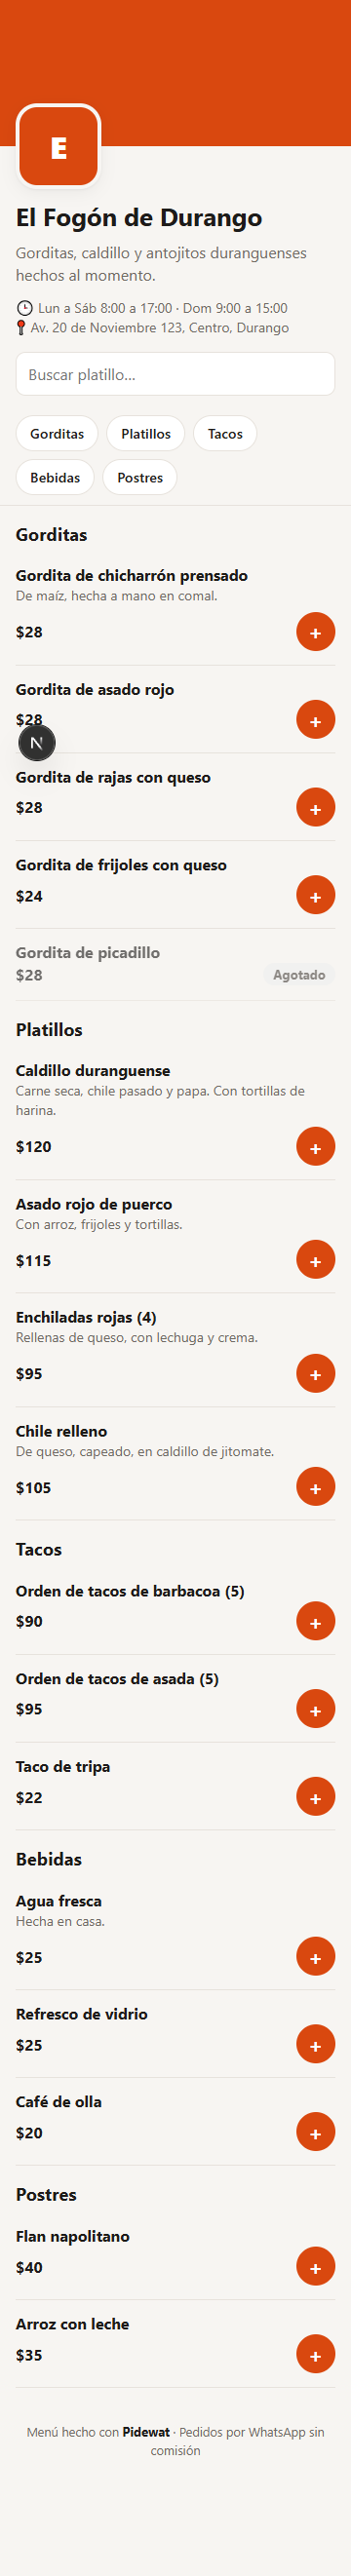 E
El Fogón de Durango
Gorditas, caldillo y antojitos duranguenses
hechos al momento.
Lun a Sáb 8:00 a 17:00 · Dom 9:00 a 15:00
Av. 20 de Noviembre 123, Centro, Durango
Buscar platillo...
Gorditas Platillos Tacos
Bebidas Postres
Gorditas
Gordita de chicharrón prensado
De maíz, hecha a mano en comal.
$28 +
Gordita de asado rojo
$28 +
N
Gordita de rajas con queso
$28 +
Gordita de frijoles con queso
$24 +
Gordita de picadillo
$28 Agotado
Platillos
Caldillo duranguense
Carne seca, chile pasado y papa. Con tortillas de
harina.
$120 +
Asado rojo de puerco
Con arroz, frijoles y tortillas.
$115 +
Enchiladas rojas (4)
Rellenas de queso, con lechuga y crema.
$95 +
Chile relleno
De queso, capeado, en caldillo de jitomate.
$105 +
Tacos
Orden de tacos de barbacoa (5)
$90 +
Orden de tacos de asada (5)
$95 +
Taco de tripa
$22 +
Bebidas
Agua fresca
Hecha en casa.
$25 +
Refresco de vidrio
$25 +
Café de olla
$20 +
Postres
Flan napolitano
$40 +
Arroz con leche
$35 +
Menú hecho con Pidewat · Pedidos por WhatsApp sin
comisión